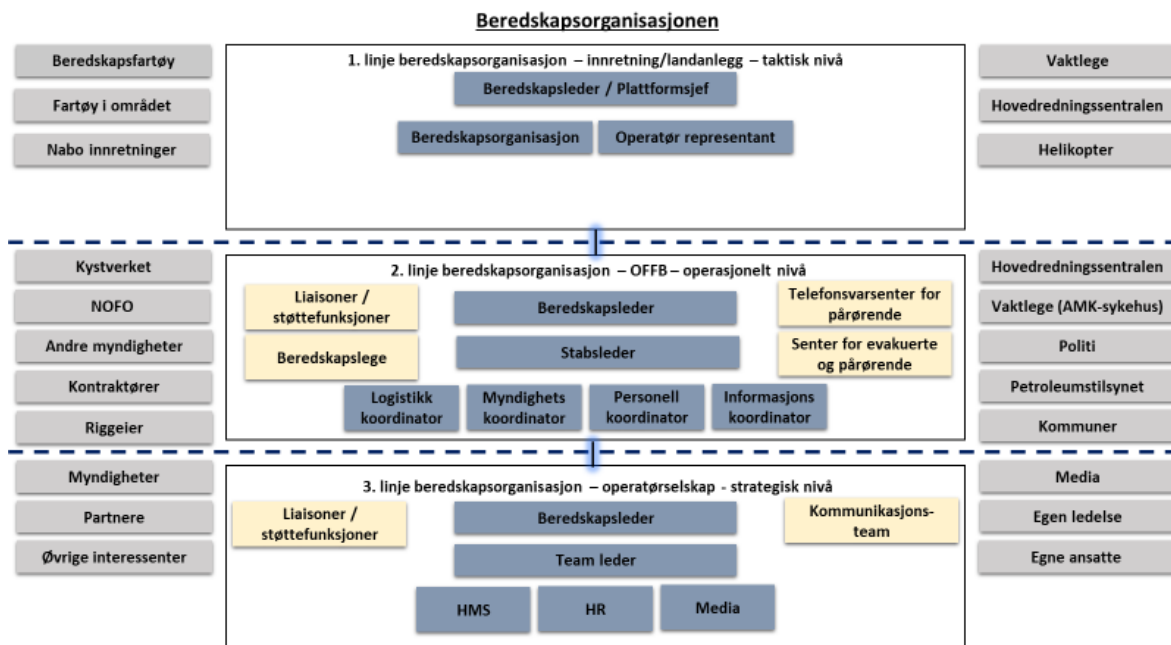 Beredskapsorganisasjonen
Beredskapsfartøy
Fartøy i området
Nabo innretninger
1. linje beredskapsorganisasjon – innretning/landanlegg – taktisk nivå
Beredskapsleder / Plattformsjef
Beredskapsorganisasjon
Operatør representant
Vaktlege
Hovedredningssentralen
Helikopter
Kystverket
NOFO
Andre myndigheter
Kontraktører
Riggeier
2. linje beredskapsorganisasjon – OFFB – operasjonelt nivå
Liaisoner /
støttefunksjoner
Beredskapslege
Beredskapsleder
Stabsleder
Telefonsvarsenter for
pårørende
Senter for evakuerte
og pårørende
Logistikk
koordinator
Myndighets
koordinator
Personell
koordinator
Informasjons
koordinator
Hovedredningssentralen
Vaktlege (AMK-sykehus)
Politi
Petroleumstilsynet
Kommuner
Myndigheter
Partnere
Øvrige interessenter
3. linje beredskapsorganisasjon – operatørselskap - strategisk nivå
Liaisoner /
støttefunksjoner
Beredskapsleder
Team leder
Kommunikasjons-
team
HMS
HR
Media
Media
Egen ledelse
Egne ansatte